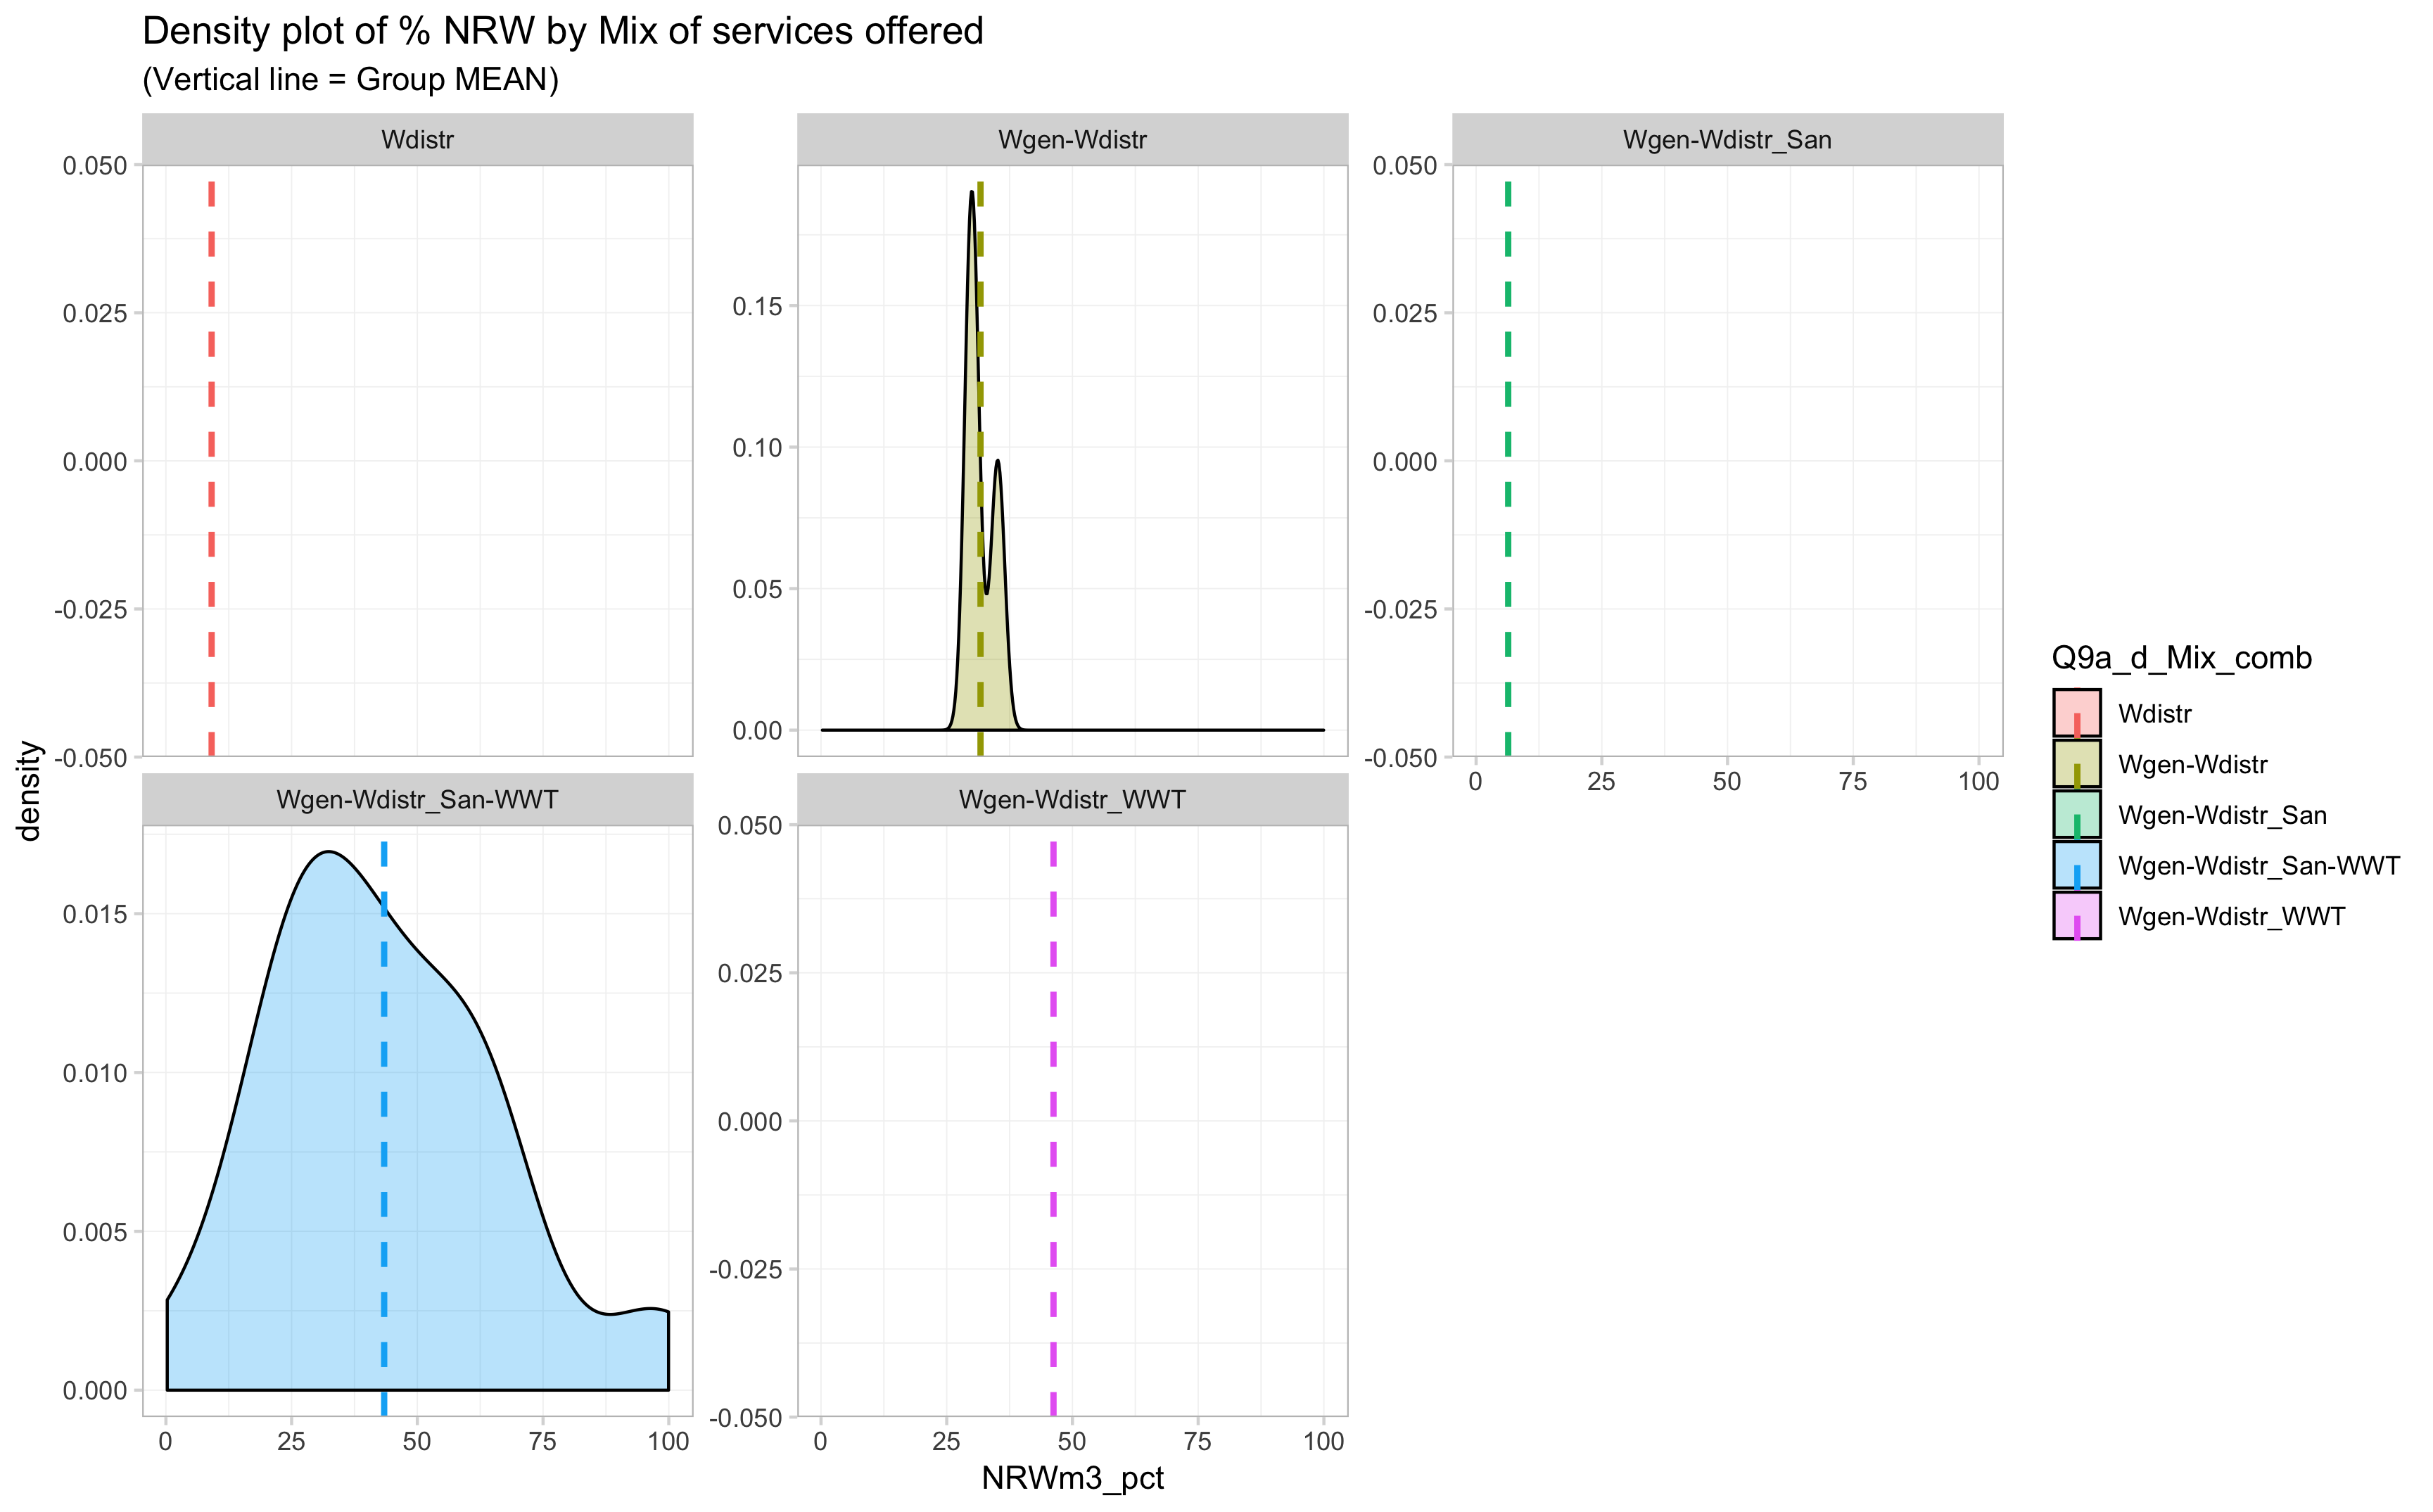 Density plot of % NRW by Mix of services offered
(Vertical line = Group MEAN)
Wdistr
0.050
0.025
0.000
-0.025
-0.050
Wgen-Wdistr
0.15
0.10
0.05
0.00
Wgen-Wdistr_San
0.050
0.025
0.000
-0.025
-0.050
0 25 50 75 100
density
Wgen-Wdistr_San-WWT
0.015
0.010
0.005
0.000
0 25 50 75 100
Wgen-Wdistr_WWT
0.050
0.025
0.000
-0.025
-0.050
0 25 50 75 100
NRWm3_pct
Q9a_d_Mix_comb
Wdistr
Wgen-Wdistr
Wgen-Wdistr_San
Wgen-Wdistr_San-WWT
Wgen-Wdistr_WWT